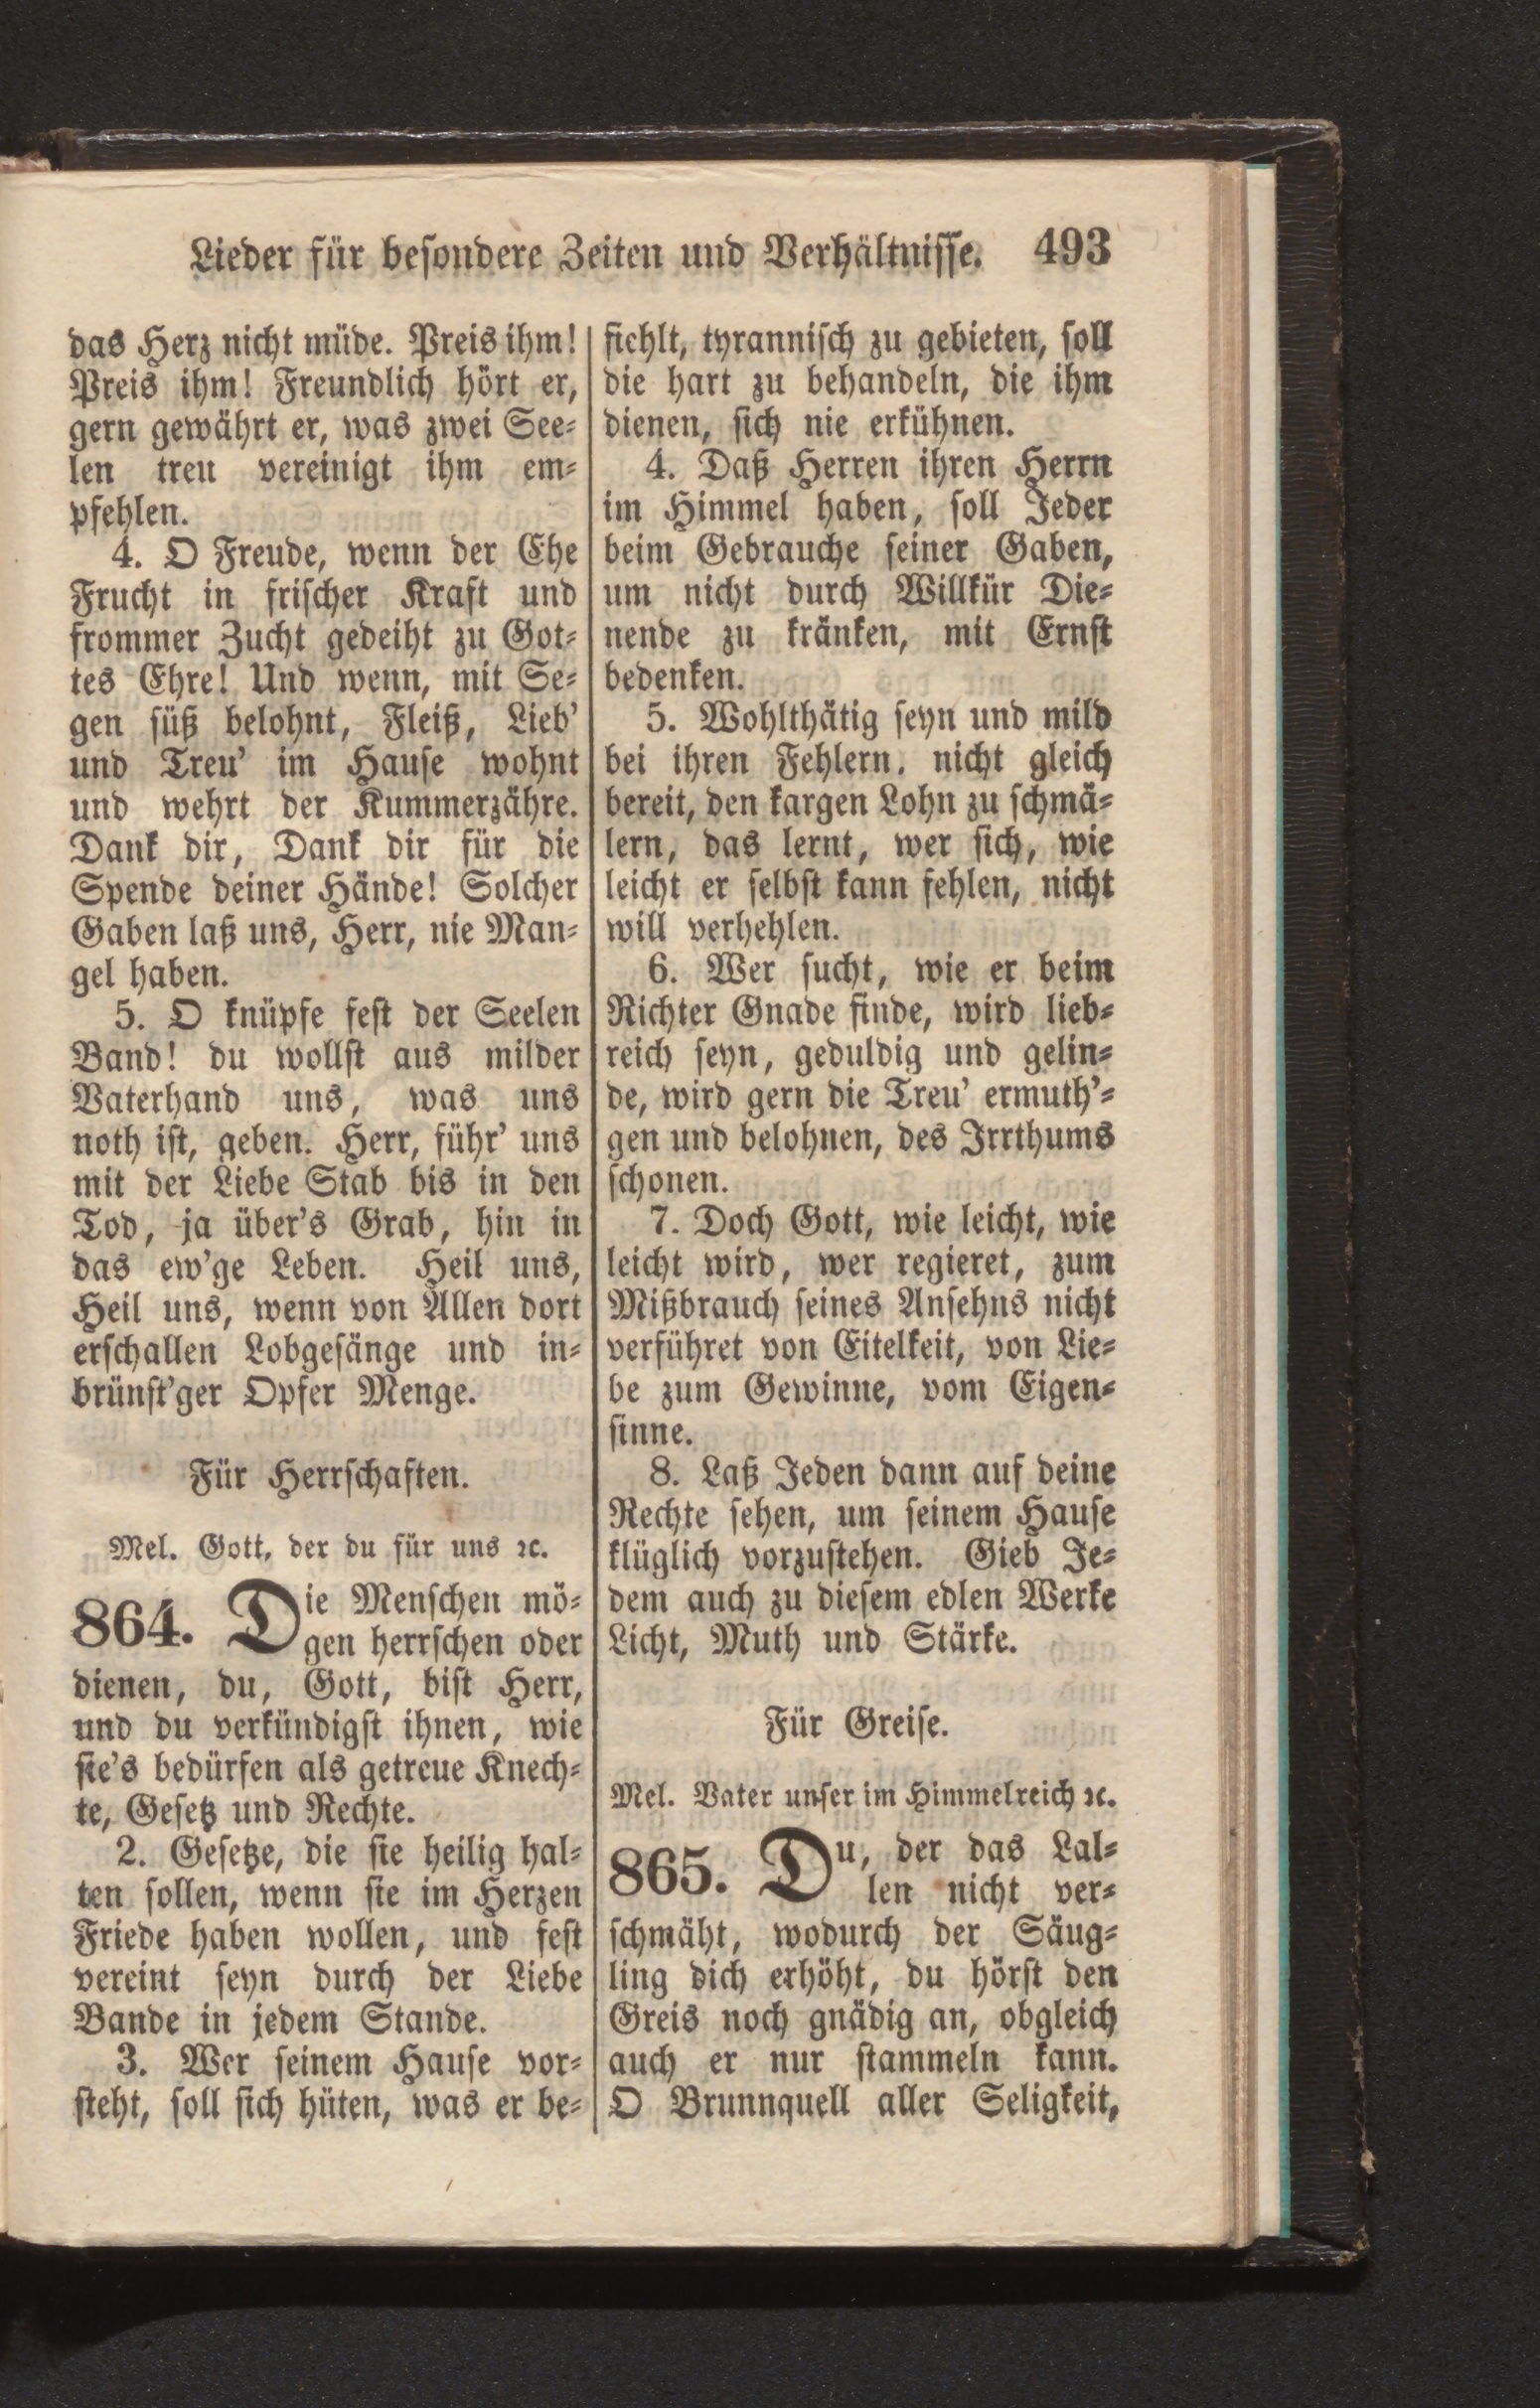 Lieder für besondere Zeiten und Verhältnisse. 493
das Herz nicht müde. Preis ihm!
Preis ihm! Freundlich hört er,
gern gewährt er, was zwei See-
len treu vereinigt ihm em-
pfehlen.
4. O Freude, wenn der Ehe
Frucht in frischer Kraft und
frommer Zucht gedeiht zu Got-
tes Ehre! Und wenn, mit Se-
gen süß belohnt, Fleiß, Lieb'
und Treu' im Hause wohnt
und wehrt der Kummerzähre.
Dank dir, Dank dir für die
Spende deiner Hände! Solcher
Gaben laß uns, Herr, nie Man-
gel haben.
5. O knüpfe fest der Seelen
Band! du wollst aus milder
Vaterhand uns, was uns
noth ist, geben. Herr, führ' uns
mit der Liebe Stab bis in den
Tod, ja über's Grab, hin in
das ew'ge Leben. Heil uns,
Heil uns, wenn von Allen dort
erschallen Lobgesänge und in-
brünst'ger Opfer Menge.
Für Herrschaften.
Mel. Gott, der du für uns ꝛc.
864. Die Menschen mö-
gen herrschen oder
dienen, du, Gott, bist Herr,
und du verkündigst ihnen, wie
sie's bedürfen als getreue Knech-
te, Gesetz und Rechte.
2. Gesetze, die sie heilig hal-
ten sollen, wenn sie im Herzen
Friede haben wollen, und fest
vereint seyn durch der Liebe
Bande in jedem Stande.
3. Wer seinem Hause vor-
steht, soll sich hüten, was er be-
fiehlt, tyrannisch zu gebieten, soll
die hart zu behandeln, die ihm
dienen, sich nie erkühnen.
4. Daß Herren ihren Herrn
im Himmel haben, soll Jeder
beim Gebrauche seiner Gaben,
um nicht durch Willkür Die-
nende zu kränken, mit Ernst
bedenken.
5. Wohlthätig seyn und mild
bei ihren Fehlern. nicht gleich
bereit, den kargen Lohn zu schmä-
lern, das lernt, wer sich, wie
leicht er selbst kann fehlen, nicht
will verhehlen.
6. Wer sucht, wie er beim
Richter Gnade finde, wird lieb-
reich seyn, geduldig und gelin-
de, wird gern die Treu' ermuth'-
gen und belohnen, des Irrthums
schonen.
7. Doch Gott, wie leicht, wie
leicht wird, wer regieret, zum
Mißbrauch seines Ansehns nicht
verführet von Eitelkeit, von Lie-
be zum Gewinne, vom Eigen-
sinne.
8. Laß Jeden dann auf deine
Rechte sehen, um seinem Hause
klüglich vorzustehen. Gieb Je-
dem auch zu diesem edlen Werke
Licht, Muth und Stärke.
Für Greise.
Mel. Vater unser im Himmelreich ꝛc.
865. Du, der das Lal-
len nicht ver-
schmäht, wodurch der Säug-
ling dich erhöht, du hörst den
Greis noch gnädig an, obgleich
auch er nur stammeln kann.
O Brunnquell aller Seligkeit,